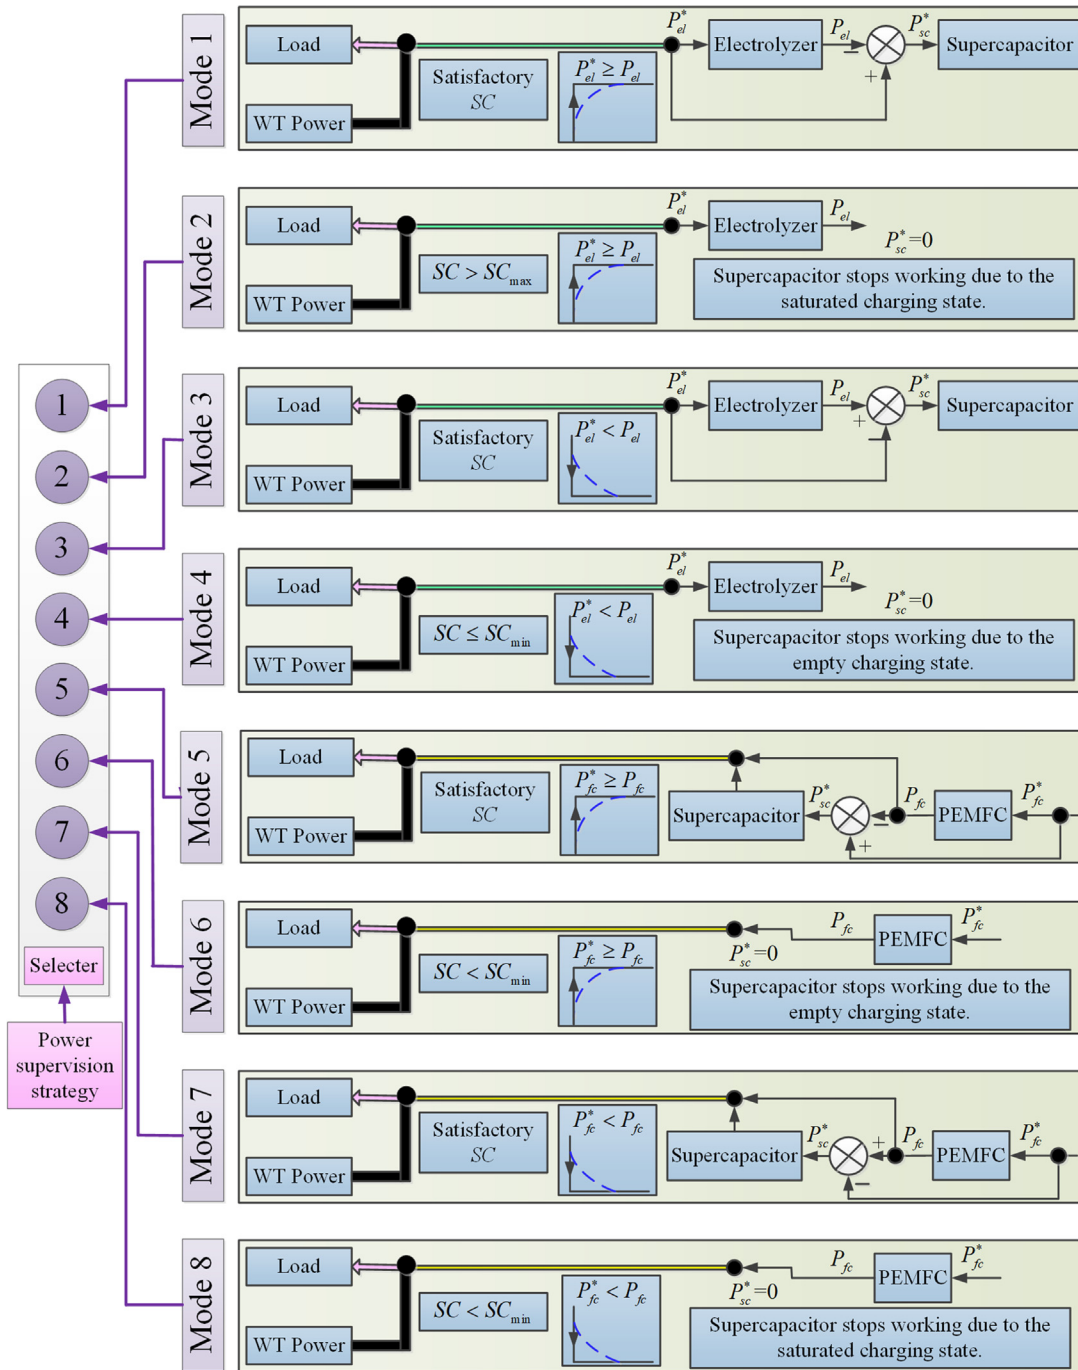 1
2
3
4
5
6
7
8
Selecter
Power
supervision
strategy
Mode 1
Load
WT Power
Satisfactory
SC
P*el ≥ Pel
P*el
Electrolyzer
Pel
−
+
P*sc
Supercapacitor
Mode 2
Load
WT Power
SC > SCmax
P*el ≥ Pel
P*el
Electrolyzer
Pel
P*sc=0
Supercapacitor stops working due to the
saturated charging state.
Mode 3
Load
WT Power
Satisfactory
SC
P*el < Pel
P*el
Electrolyzer
Pel
+
−
P*sc
Supercapacitor
Mode 4
Load
WT Power
SC ≤ SCmin
P*el < Pel
P*el
Electrolyzer
Pel
P*sc=0
Supercapacitor stops working due to the
empty charging state.
Mode 5
Load
WT Power
Satisfactory
SC
P*fc ≥ Pfc
Supercapacitor
P*sc
−
+
Pfc
PEMFC
P*fc
Mode 6
Load
WT Power
SC < SCmin
P*fc ≥ Pfc
P*sc=0
Pfc
PEMFC
P*fc
Supercapacitor stops working due to the
empty charging state.
Mode 7
Load
WT Power
Satisfactory
SC
P*fc < Pfc
Supercapacitor
P*sc
+
−
Pfc
PEMFC
P*fc
Mode 8
Load
WT Power
SC < SCmin
P*fc < Pfc
P*sc=0
Pfc
PEMFC
P*fc
Supercapacitor stops working due to the
saturated charging state.